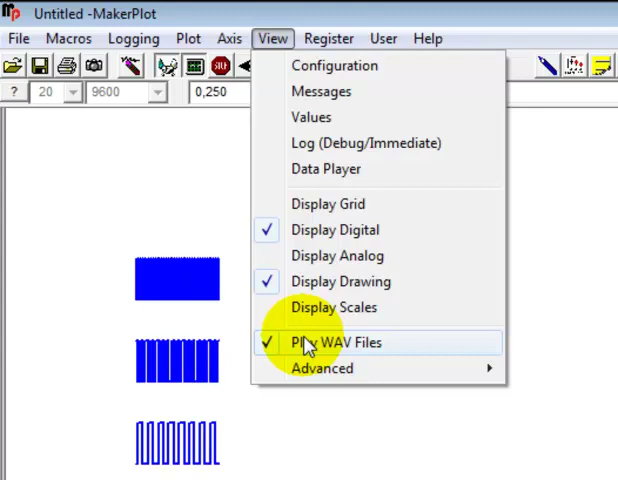 Untitled -MakerPlot
File Macros Logging Plot Axis View Register User Help
? 20 9600 0,250
Configuration
Messages
Values
Log (Debug/Immediate)
Data Player
Display Grid
Display Digital
Display Analog
Display Drawing
Display Scales
Play WAV Files
Advanced